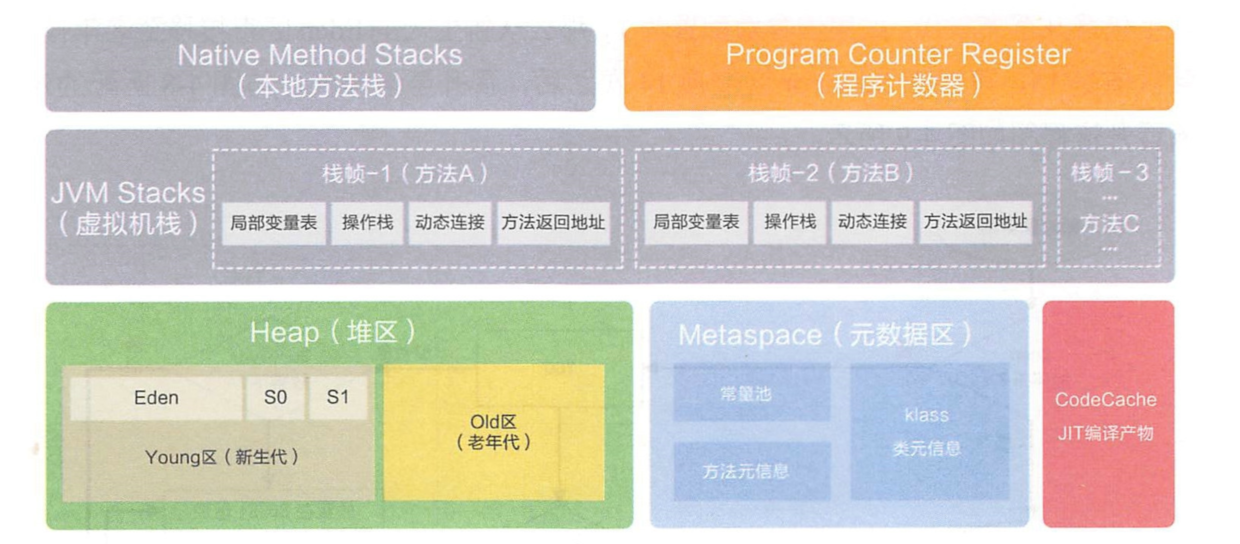 Native Method Stacks
（本地方法栈）
Program Counter Register
（程序计数器）
JVM Stacks
（虚拟机栈）
栈帧-1（方法A）
局部变量表
操作栈
动态连接
方法返回地址
栈帧-2（方法B）
局部变量表
操作栈
动态连接
方法返回地址
栈帧-3
...
方法C
...
Heap（堆区）
Eden
S0
S1
Young区（新生代）
Old区
（老年代）
Metaspace（元数据区）
常量池
方法元信息
klass
类元信息
CodeCache
JIT编译产物